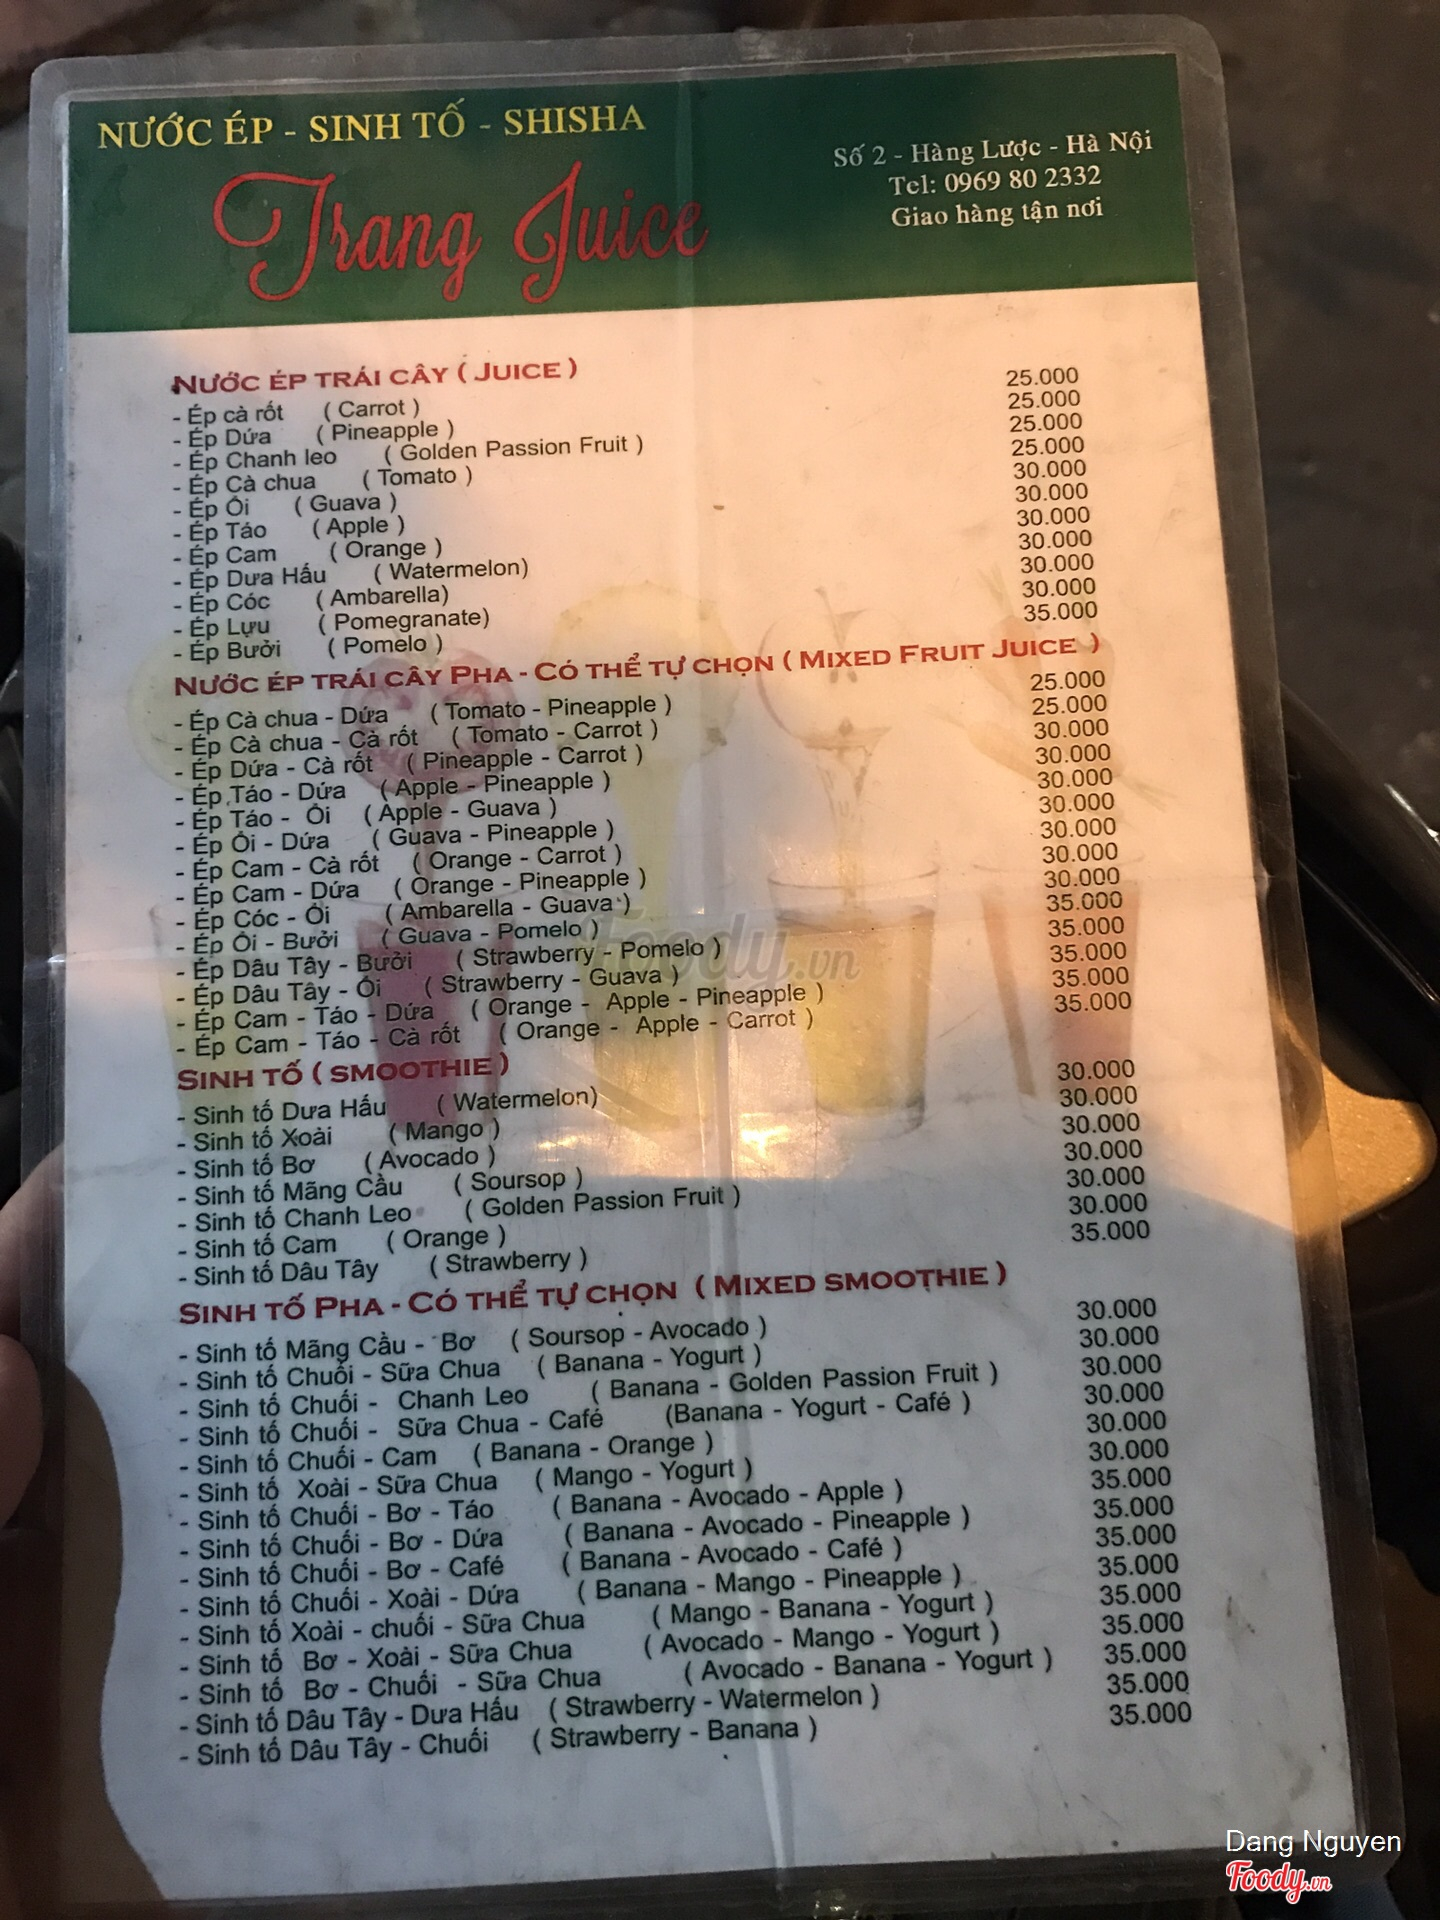 NƯỚC ÉP - SINH TỐ - SHISHA
Trang Juice
Số 2 - Hàng Lược - Hà Nội
Tel: 0969 80 2332
Giao hàng tận nơi
NƯỚC ÉP TRÁI CÂY ( JUICE )
- Ép cà rốt ( Carrot ) 25.000
- Ép Dứa ( Pineapple ) 25.000
- Ép Chanh leo ( Golden Passion Fruit ) 25.000
- Ép Cà chua ( Tomato ) 25.000
- Ép Ổi ( Guava ) 30.000
- Ép Táo ( Apple ) 30.000
- Ép Cam ( Orange ) 30.000
- Ép Dưa Hấu ( Watermelon) 30.000
- Ép Cóc ( Ambarella) 30.000
- Ép Lựu ( Pomegranate) 30.000
- Ép Bưởi ( Pomelo ) 35.000
NƯỚC ÉP TRÁI CÂY PHA - CÓ THỂ TỰ CHỌN ( MIXED FRUIT JUICE )
- Ép Cà chua - Dứa ( Tomato - Pineapple ) 25.000
- Ép Cà chua - Cà rốt ( Tomato - Carrot ) 25.000
- Ép Dứa - Cà rốt ( Pineapple - Carrot ) 30.000
- Ép Táo - Dứa ( Apple - Pineapple ) 30.000
- Ép Táo - Ổi ( Apple - Guava ) 30.000
- Ép Ổi - Dứa ( Guava - Pineapple ) 30.000
- Ép Cam - Cà rốt ( Orange - Carrot ) 30.000
- Ép Cam - Dứa ( Orange - Pineapple ) 30.000
- Ép Cóc - Ổi ( Ambarella - Guava ) 30.000
- Ép Ổi - Bưởi ( Guava - Pomelo ) 35.000
- Ép Dâu Tây - Bưởi ( Strawberry - Pomelo ) 35.000
- Ép Dâu Tây - Ổi ( Strawberry - Guava ) 35.000
- Ép Cam - Táo - Dứa ( Orange - Apple - Pineapple ) 35.000
- Ép Cam - Táo - Cà rốt ( Orange - Apple - Carrot ) 35.000
SINH TỐ ( SMOOTHIE )
- Sinh tố Dưa Hấu ( Watermelon) 30.000
- Sinh tố Xoài ( Mango ) 30.000
- Sinh tố Bơ ( Avocado ) 30.000
- Sinh tố Mãng Cầu ( Soursop ) 30.000
- Sinh tố Chanh Leo ( Golden Passion Fruit ) 30.000
- Sinh tố Cam ( Orange ) 30.000
- Sinh tố Dâu Tây ( Strawberry ) 35.000
SINH TỐ PHA - CÓ THỂ TỰ CHỌN ( MIXED SMOOTHIE )
- Sinh tố Mãng Cầu - Bơ ( Soursop - Avocado ) 30.000
- Sinh tố Chuối - Sữa Chua ( Banana - Yogurt ) 30.000
- Sinh tố Chuối - Chanh Leo ( Banana - Golden Passion Fruit ) 30.000
- Sinh tố Chuối - Sữa Chua - Café (Banana - Yogurt - Café ) 30.000
- Sinh tố Chuối - Cam ( Banana - Orange ) 30.000
- Sinh tố Xoài - Sữa Chua ( Mango - Yogurt ) 30.000
- Sinh tố Chuối - Bơ - Táo ( Banana - Avocado - Apple ) 35.000
- Sinh tố Chuối - Bơ - Dứa ( Banana - Avocado - Pineapple ) 35.000
- Sinh tố Chuối - Bơ - Café ( Banana - Avocado - Café ) 35.000
- Sinh tố Chuối - Xoài - Dứa ( Banana - Mango - Pineapple ) 35.000
- Sinh tố Xoài - chuối - Sữa Chua ( Mango - Banana - Yogurt ) 35.000
- Sinh tố Bơ - Xoài - Sữa Chua ( Avocado - Mango - Yogurt ) 35.000
- Sinh tố Bơ - Chuối - Sữa Chua ( Avocado - Banana - Yogurt ) 35.000
- Sinh tố Dâu Tây - Dưa Hấu ( Strawberry - Watermelon ) 35.000
- Sinh tố Dâu Tây - Chuối ( Strawberry - Banana ) 35.000
Foody.vn
Dang Nguyen
Foody.vn